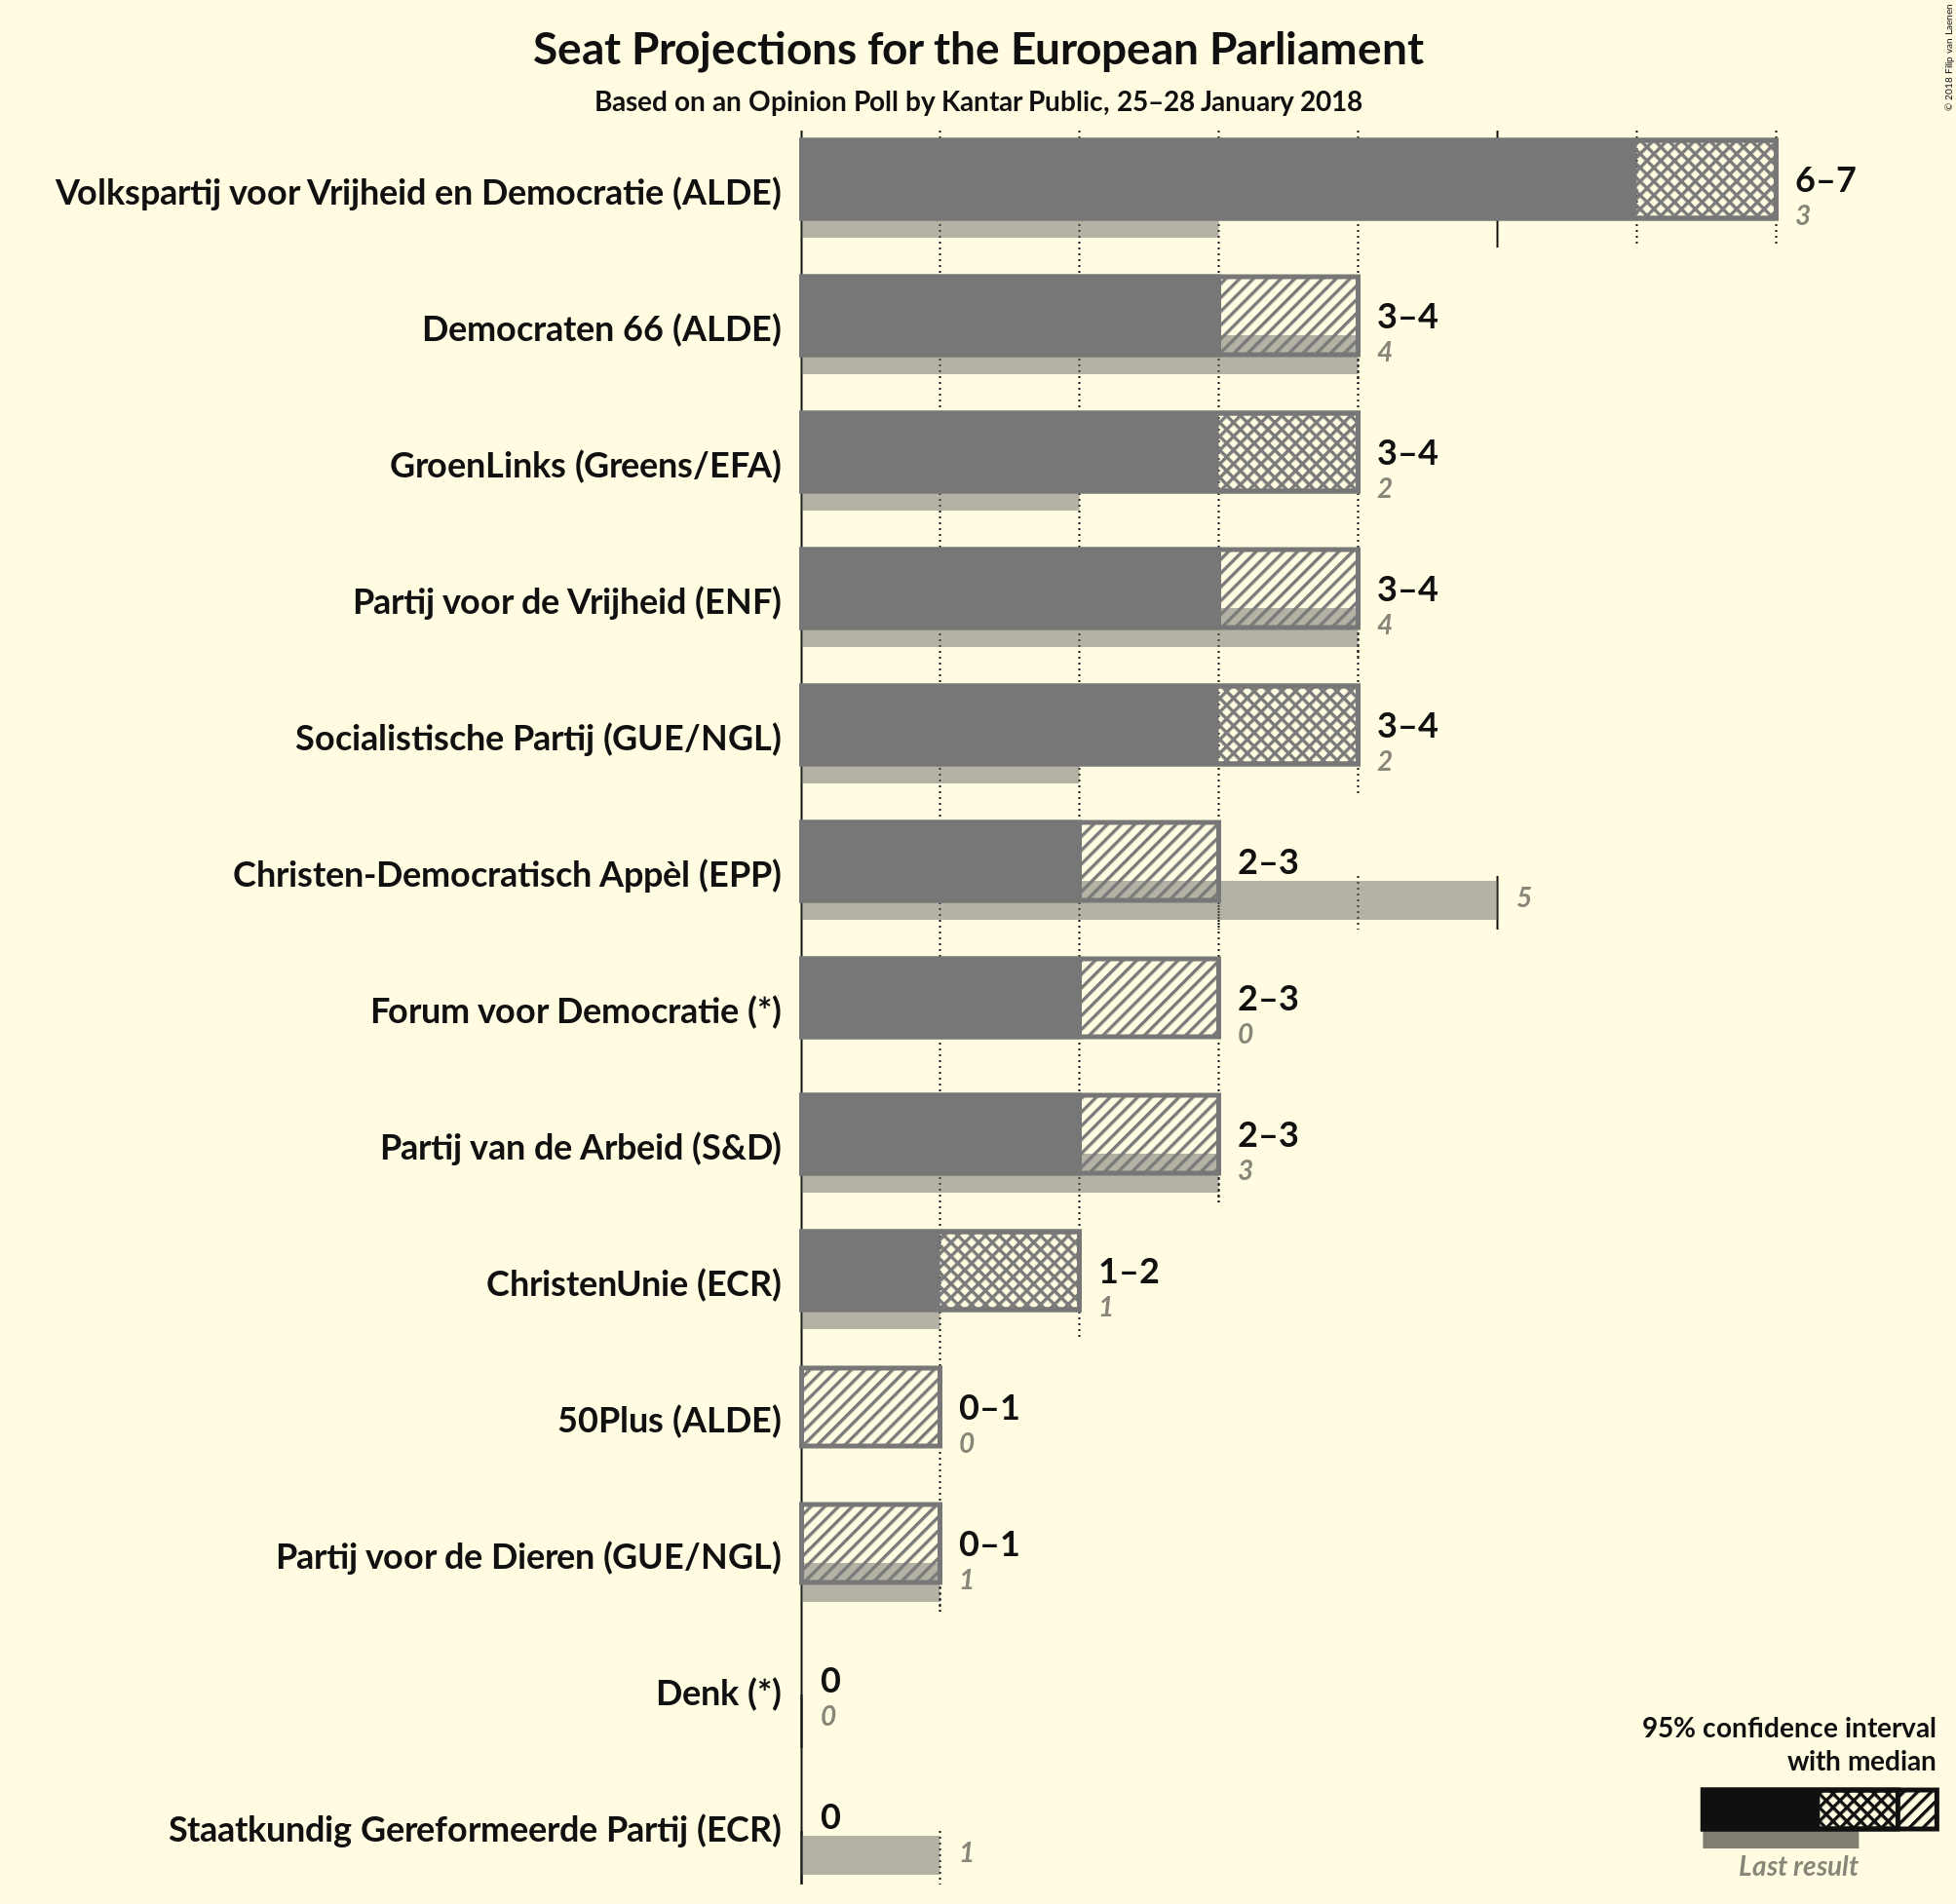 Seat Projections for the European Parliament
Based on an Opinion Poll by Kantar Public, 25–28 January 2018
© 2018 Filip van Laenen
Volkspartij voor Vrijheid en Democratie (ALDE)
6–7
3
Democraten 66 (ALDE)
3–4
4
GroenLinks (Greens/EFA)
3–4
2
Partij voor de Vrijheid (ENF)
3–4
4
Socialistische Partij (GUE/NGL)
3–4
2
Christen-Democratisch Appèl (EPP)
2–3
5
Forum voor Democratie (*)
2–3
0
Partij van de Arbeid (S&D)
2–3
3
ChristenUnie (ECR)
1–2
1
50Plus (ALDE)
0–1
0
Partij voor de Dieren (GUE/NGL)
0–1
1
Denk (*)
0
0
Staatkundig Gereformeerde Partij (ECR)
0
1
95% confidence interval
with median
Last result